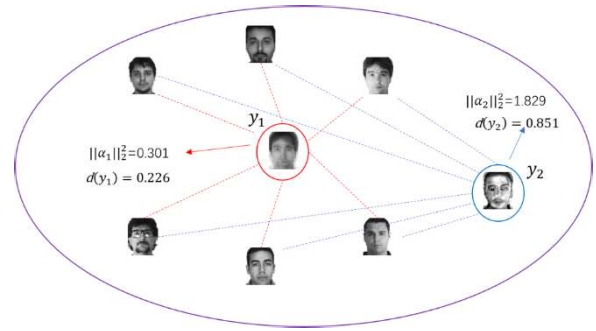 y₁
||α₂||₂²=1.829
d(y₂) = 0.851
||α₁||₂²=0.301
d(y₁) = 0.226
y₂